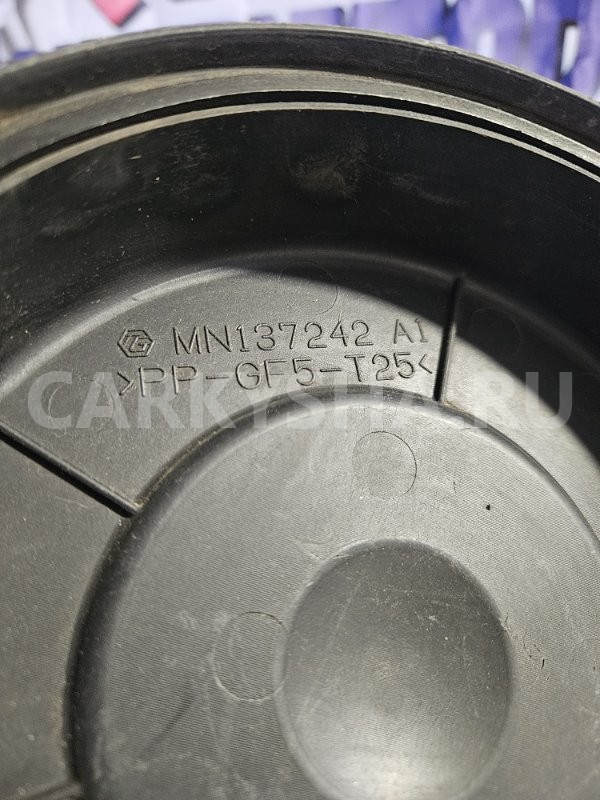 MN137242 A1
>PP-GF5-T25<
CARKYSHA.RU